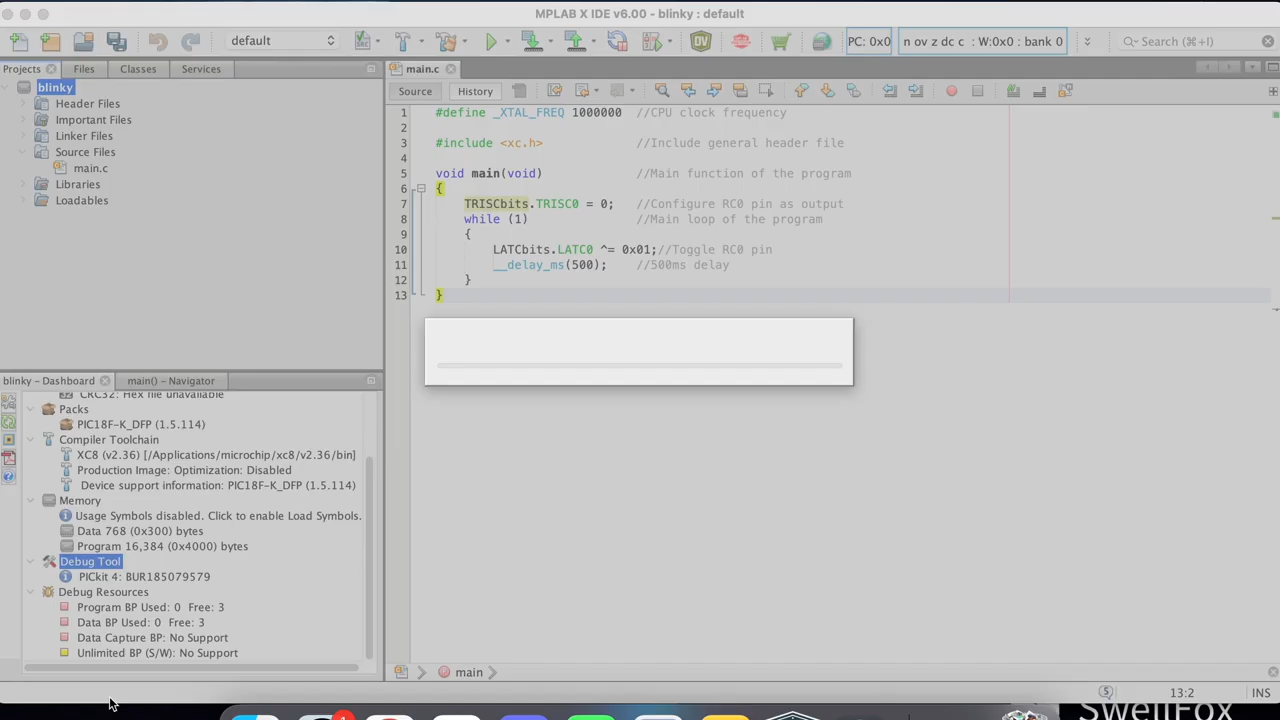 MPLAB X IDE v6.00 - blinky : default
default
PC: 0x0
n ov z dc c : W:0x0 : bank 0
Search (⌘+I)
Projects
Files
Classes
Services
main.c
Source
History
blinky
Header Files
Important Files
Linker Files
Source Files
main.c
Libraries
Loadables
1 #define _XTAL_FREQ 1000000 //CPU clock frequency
2
3 #include <xc.h> //Include general header file
4
5 void main(void) //Main function of the program
6 {
7 TRISCbits.TRISC0 = 0; //Configure RC0 pin as output
8 while (1) //Main loop of the program
9 {
10 LATCbits.LATC0 ^= 0x01;//Toggle RC0 pin
11 __delay_ms(500); //500ms delay
12 }
13 }
blinky – Dashboard
main() – Navigator
CRC32: Hex file unavailable
Packs
PIC18F-K_DFP (1.5.114)
Compiler Toolchain
XC8 (v2.36) [/Applications/microchip/xc8/v2.36/bin]
Production Image: Optimization: Disabled
Device support information: PIC18F-K_DFP (1.5.114)
Memory
Usage Symbols disabled. Click to enable Load Symbols.
Data 768 (0x300) bytes
Program 16,384 (0x4000) bytes
Debug Tool
PICkit 4: BUR185079579
Debug Resources
Program BP Used: 0 Free: 3
Data BP Used: 0 Free: 3
Data Capture BP: No Support
Unlimited BP (S/W): No Support
main
5
13:2
INS
1
SwellFox